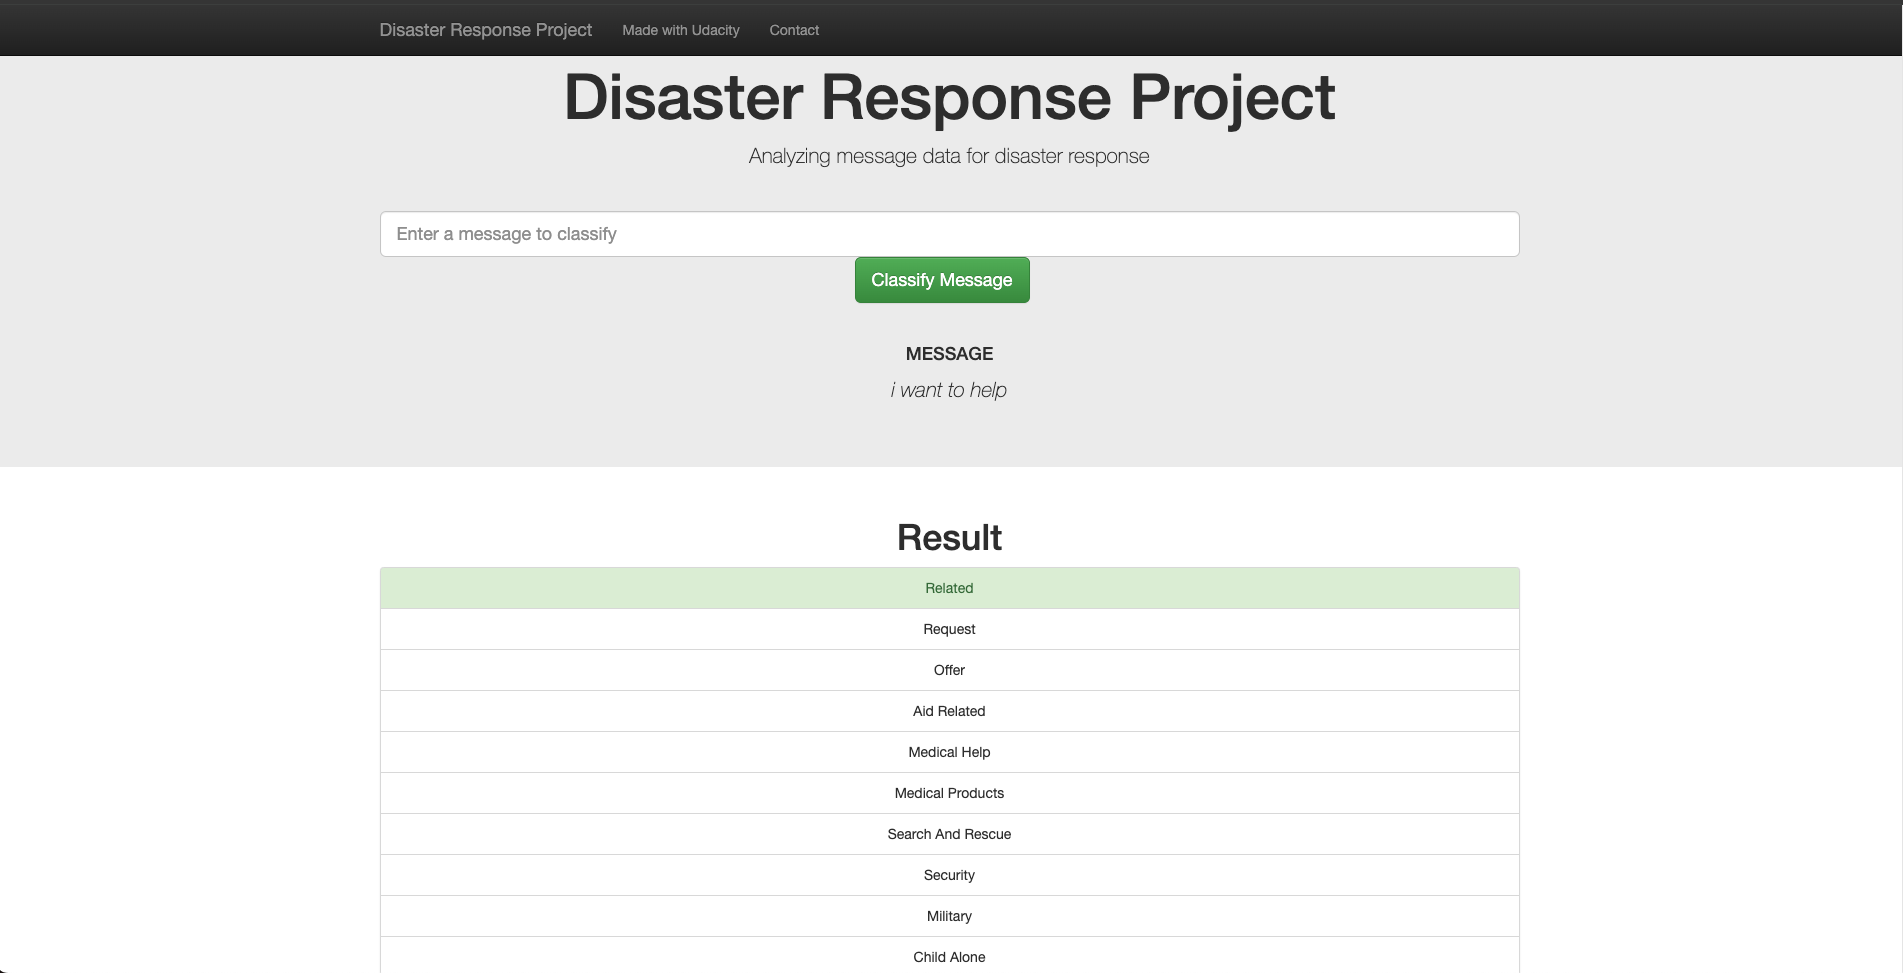 Disaster Response Project Made with Udacity Contact
Disaster Response Project
Analyzing message data for disaster response
Enter a message to classify
Classify Message
MESSAGE
i want to help
Result
Related
Request
Offer
Aid Related
Medical Help
Medical Products
Search And Rescue
Security
Military
Child Alone